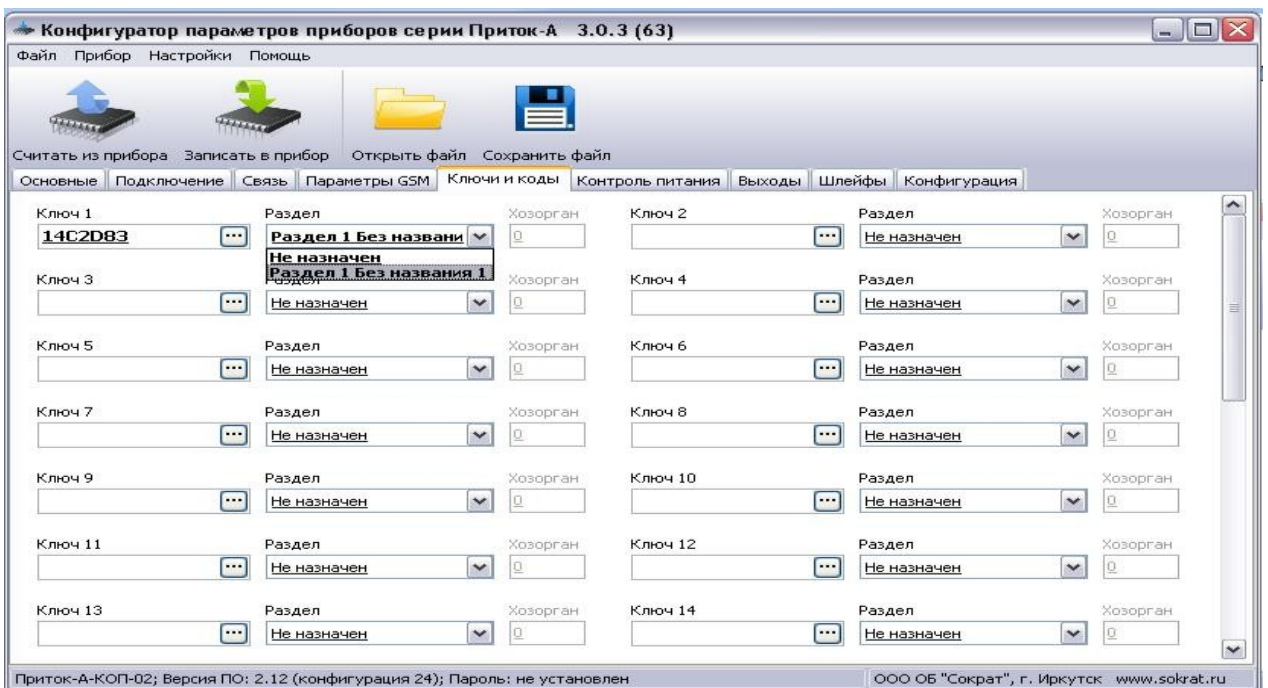 Конфигуратор параметров приборов серии Приток-А 3.0.3 (63)
Файл Прибор Настройки Помощь
Считать из прибора Записать в прибор Открыть файл Сохранить файл
Основные Подключение Связь Параметры GSM Ключи и коды Контроль питания Выходы Шлейфы Конфигурация
Ключ 1 Раздел Хозорган Ключ 2 Раздел Хозорган
14C2D83 Раздел 1 Без названи 0 Не назначен 0
Не назначен
Раздел 1 Без названия 1
Ключ 3 Раздел Хозорган Ключ 4 Раздел Хозорган
Не назначен 0 Не назначен 0
Ключ 5 Раздел Хозорган Ключ 6 Раздел Хозорган
Не назначен 0 Не назначен 0
Ключ 7 Раздел Хозорган Ключ 8 Раздел Хозорган
Не назначен 0 Не назначен 0
Ключ 9 Раздел Хозорган Ключ 10 Раздел Хозорган
Не назначен 0 Не назначен 0
Ключ 11 Раздел Хозорган Ключ 12 Раздел Хозорган
Не назначен 0 Не назначен 0
Ключ 13 Раздел Хозорган Ключ 14 Раздел Хозорган
Не назначен 0 Не назначен 0
Приток-А-КОП-02; Версия ПО: 2.12 (конфигурация 24); Пароль: не установлен ООО ОБ "Сократ", г. Иркутск www.sokrat.ru